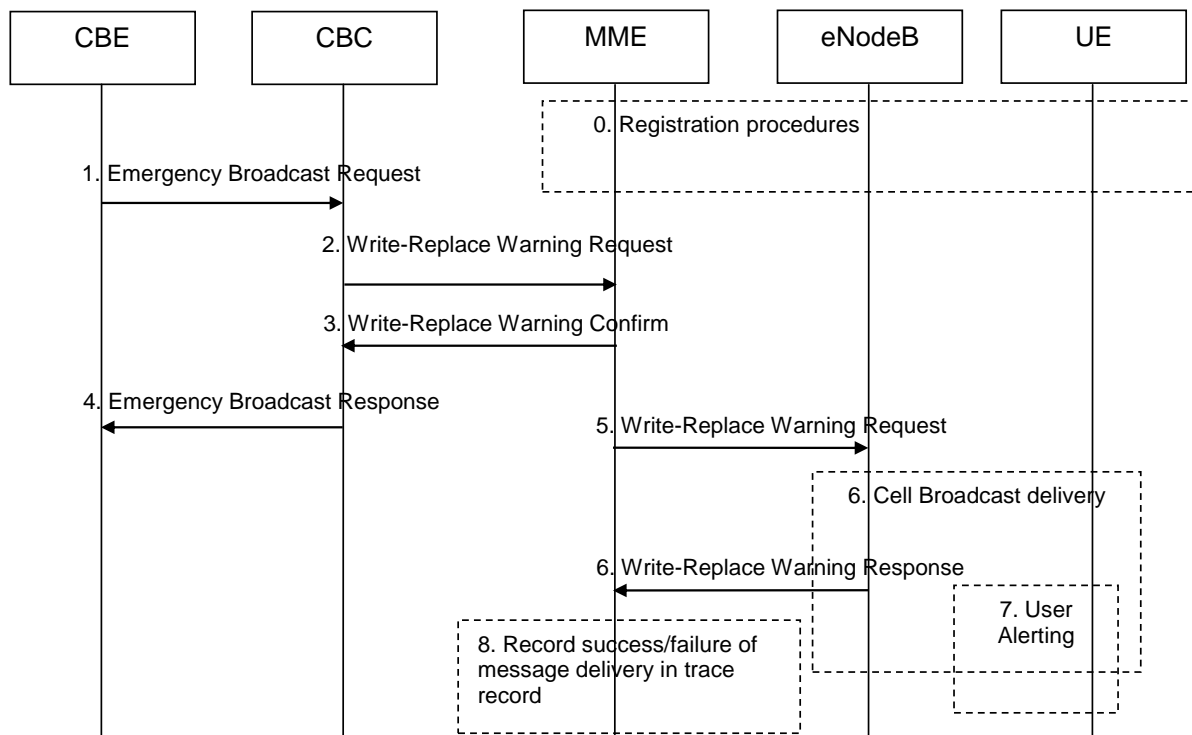 CBE
CBC
MME
eNodeB
UE
0. Registration procedures
1. Emergency Broadcast Request
2. Write-Replace Warning Request
3. Write-Replace Warning Confirm
4. Emergency Broadcast Response
5. Write-Replace Warning Request
6. Cell Broadcast delivery
6. Write-Replace Warning Response
7. User
Alerting
8. Record success/failure of
message delivery in trace
record